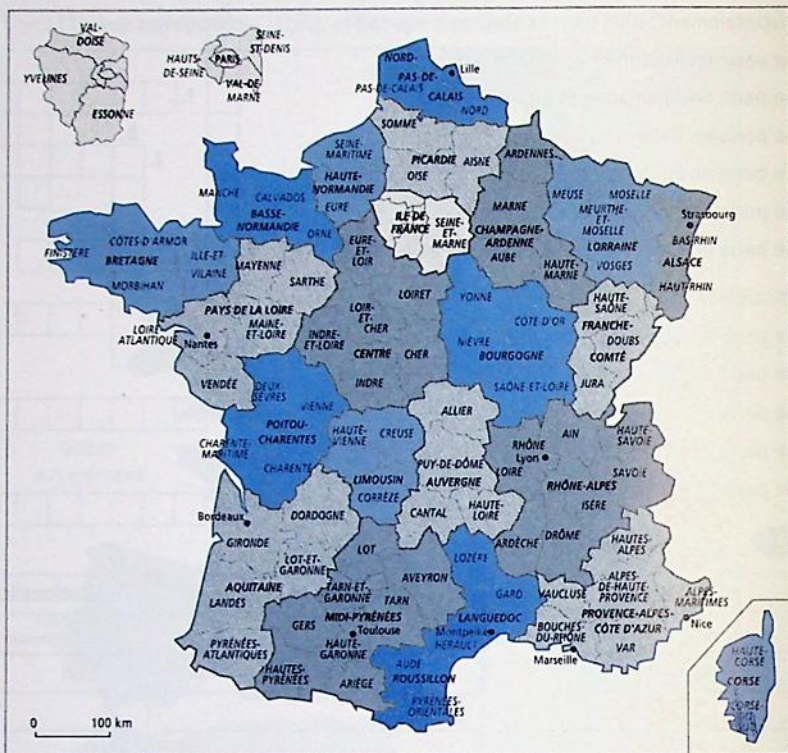 VAL-
DOISE
YVELINES
ESSONNE
SEINE-
ST-DENIS
HAUTS-
DE-SEINE
PARIS
VAL-DE-
MARNE
NORD-
PAS-DE-
CALAIS
PAS-DE-CALAIS
NORD
Lille
SOMME
PICARDIE
OISE
AISNE
SEINE-
MARITIME
HAUTE-
NORMANDIE
EURE
MANCHE
CALVADOS
BASSE-
NORMANDIE
ORNE
ILE DE
FRANCE
SEINE-
ET-
MARNE
ARDENNES
MARNE
CHAMPAGNE-
ARDENNE
AUBE
HAUTE-
MARNE
MEUSE
MOSELLE
MEURTHE-
ET-
MOSELLE
LORRAINE
VOSGES
Strasbourg
BAS-RHIN
ALSACE
HAUT-RHIN
FINISTÈRE
CÔTES-D'ARMOR
BRETAGNE
ILLE-ET-
VILAINE
MORBIHAN
MAYENNE
SARTHE
PAYS DE LA LOIRE
MAINE-
ET-LOIRE
LOIRE
ATLANTIQUE
Nantes
VENDÉE
EURE-
ET-
LOIR
LOIRET
LOIR-
ET-
CHER
INDRE-
ET-LOIRE
CENTRE
CHER
INDRE
YONNE
CÔTE-D'OR
NIÈVRE
BOURGOGNE
SAÔNE-ET-LOIRE
HAUTE-
SAÔNE
FRANCHE-
DOUBS
COMTÉ
JURA
DEUX-
SÈVRES
VIENNE
POITOU-
CHARENTES
CHARENTE-
MARITIME
CHARENTE
HAUTE-
VIENNE
CREUSE
LIMOUSIN
CORRÈZE
ALLIER
PUY-DE-DÔME
AUVERGNE
CANTAL
HAUTE-
LOIRE
AIN
HAUTE-
SAVOIE
RHÔNE
Lyon
LOIRE
SAVOIE
RHÔNE-ALPES
ISÈRE
DRÔME
ARDÈCHE
Bordeaux
DORDOGNE
GIRONDE
LOT-ET-
GARONNE
AQUITAINE
LANDES
PYRÉNÉES-
ATLANTIQUES
LOT
AVEYRON
TARN-ET-
GARONNE
TARN
GERS
MIDI-PYRÉNÉES
Toulouse
HAUTE-
GARONNE
HAUTES-
PYRÉNÉES
ARIÈGE
LOZÈRE
GARD
LANGUEDOC
Montpellier
HÉRAULT
AUDE
ROUSSILLON
PYRÉNÉES-
ORIENTALES
HAUTES-
ALPES
VAUCLUSE
ALPES-
DE-HAUTE-
PROVENCE
ALPES-
MARITIMES
PROVENCE-ALPES-
CÔTE D'AZUR
Nice
BOUCHES-
DU-RHÔNE
Marseille
VAR
HAUTE-
CORSE
CORSE
CORSE-
DU-
SUD
0 100 km